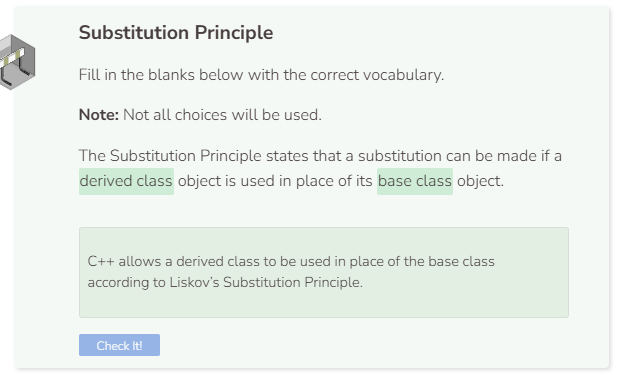 Substitution Principle
Fill in the blanks below with the correct vocabulary.
Note: Not all choices will be used.
The Substitution Principle states that a substitution can be made if a
derived class object is used in place of its base class object.
C++ allows a derived class to be used in place of the base class
according to Liskov's Substitution Principle.
Check It!